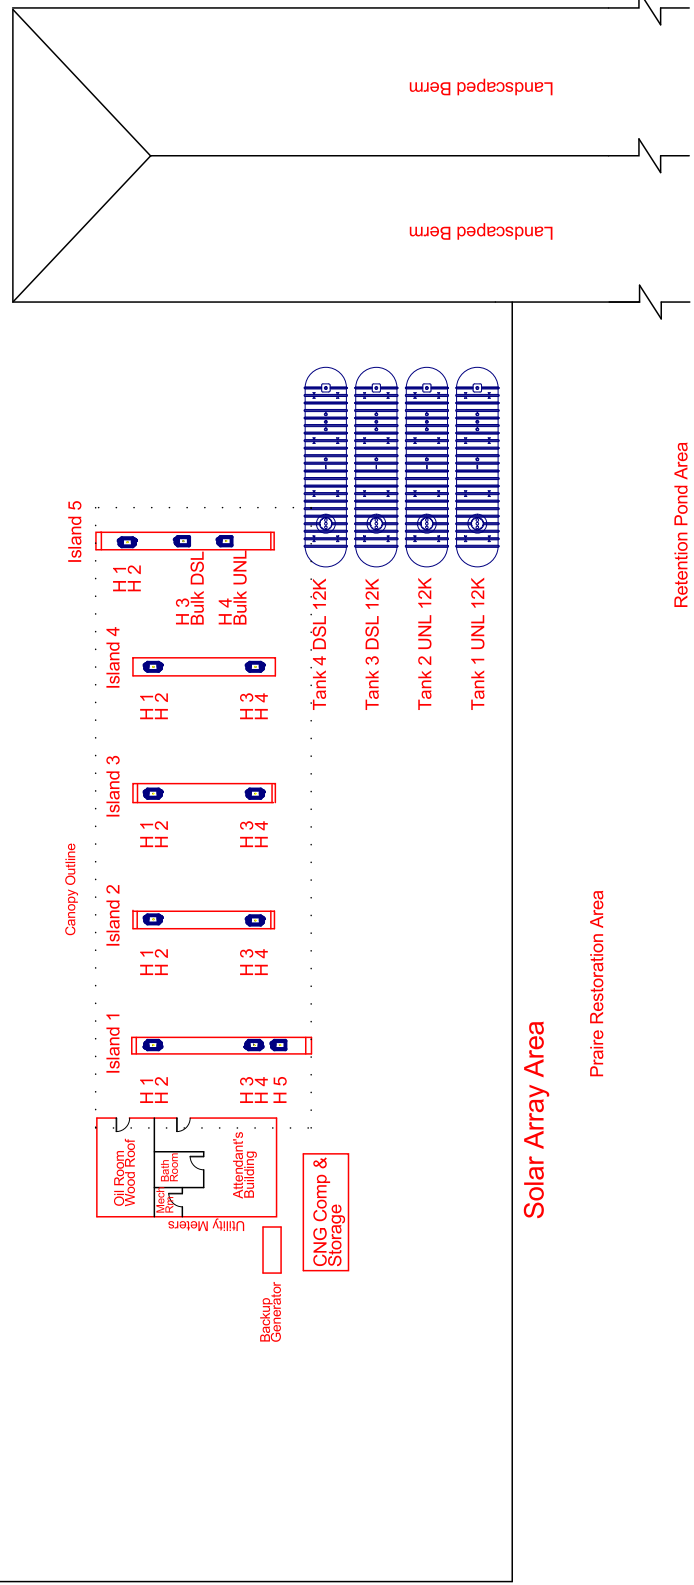 Landscaped Berm
Landscaped Berm
Retention Pond Area
Island 5
H 1
H 2
H 3
Bulk DSL
H 4
Bulk UNL
Island 4
H 1
H 2
H 3
H 4
Tank 4 DSL 12K
Tank 3 DSL 12K
Tank 2 UNL 12K
Tank 1 UNL 12K
Island 3
H 1
H 2
H 3
H 4
Canopy Outline
Island 2
H 1
H 2
H 3
H 4
Praire Restoration Area
Island 1
H 1
H 2
H 3
H 4
H 5
Solar Array Area
Oil Room
Wood Roof
Bath
Room
Mech
Rm
Attendant's
Building
Utility Meters
CNG Comp &
Storage
Backup
Generator